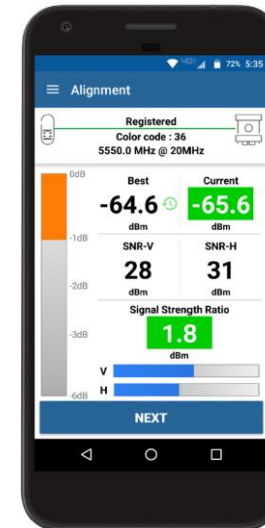 4G 72% 5:35
Alignment
Registered
Color code : 36
5550.0 MHz @ 20MHz
0dB
-1dB
-2dB
-3dB
-6dB
Best
Current
-64.6
-65.6
dBm
dBm
SNR-V
SNR-H
28
31
dBm
dBm
Signal Strength Ratio
1.8
dBm
V
H
NEXT